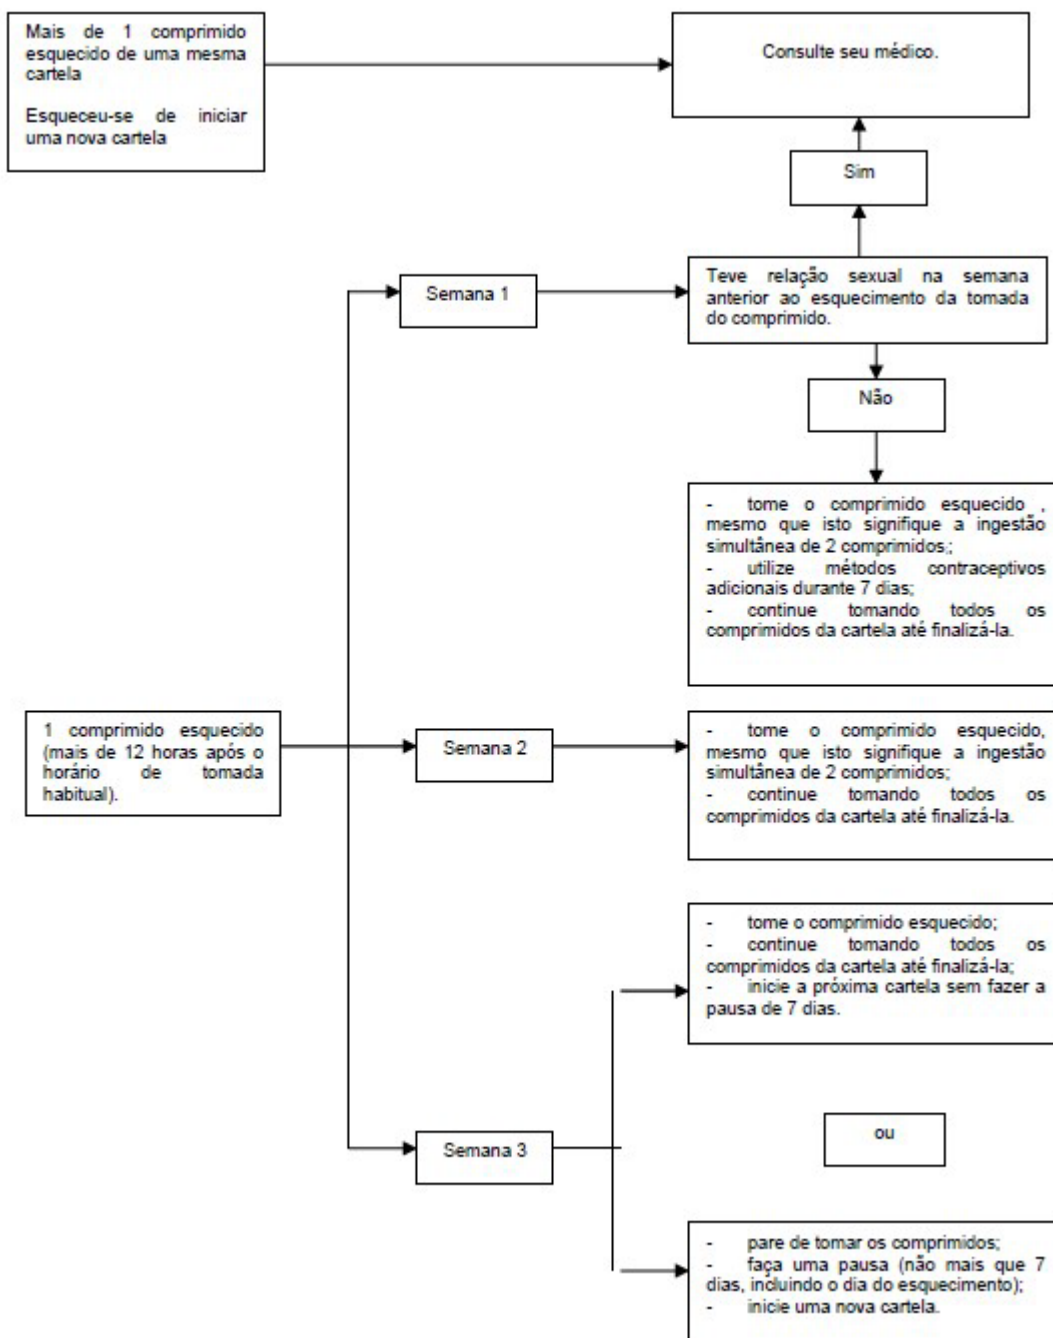 Mais de 1 comprimido
esquecido de uma mesma
cartela
Esqueceu-se de iniciar
uma nova cartela
Consulte seu médico.
Sim
Semana 1
Teve relação sexual na semana
anterior ao esquecimento da tomada
do comprimido.
Não
- tome o comprimido esquecido ,
mesmo que isto signifique a ingestão
simultânea de 2 comprimidos,;
- utilize métodos contraceptivos
adicionais durante 7 dias;
- continue tomando todos os
comprimidos da cartela até finalizá-la.
1 comprimido esquecido
(mais de 12 horas após o
horário de tomada
habitual).
Semana 2
- tome o comprimido esquecido,
mesmo que isto signifique a ingestão
simultânea de 2 comprimidos;
- continue tomando todos os
comprimidos da cartela até finalizá-la.
- tome o comprimido esquecido;
- continue tomando todos os
comprimidos da cartela até finalizá-la;
- inicie a próxima cartela sem fazer a
pausa de 7 dias.
ou
Semana 3
- pare de tomar os comprimidos;
- faça uma pausa (não mais que 7
dias, incluindo o dia do esquecimento);
- inicie uma nova cartela.